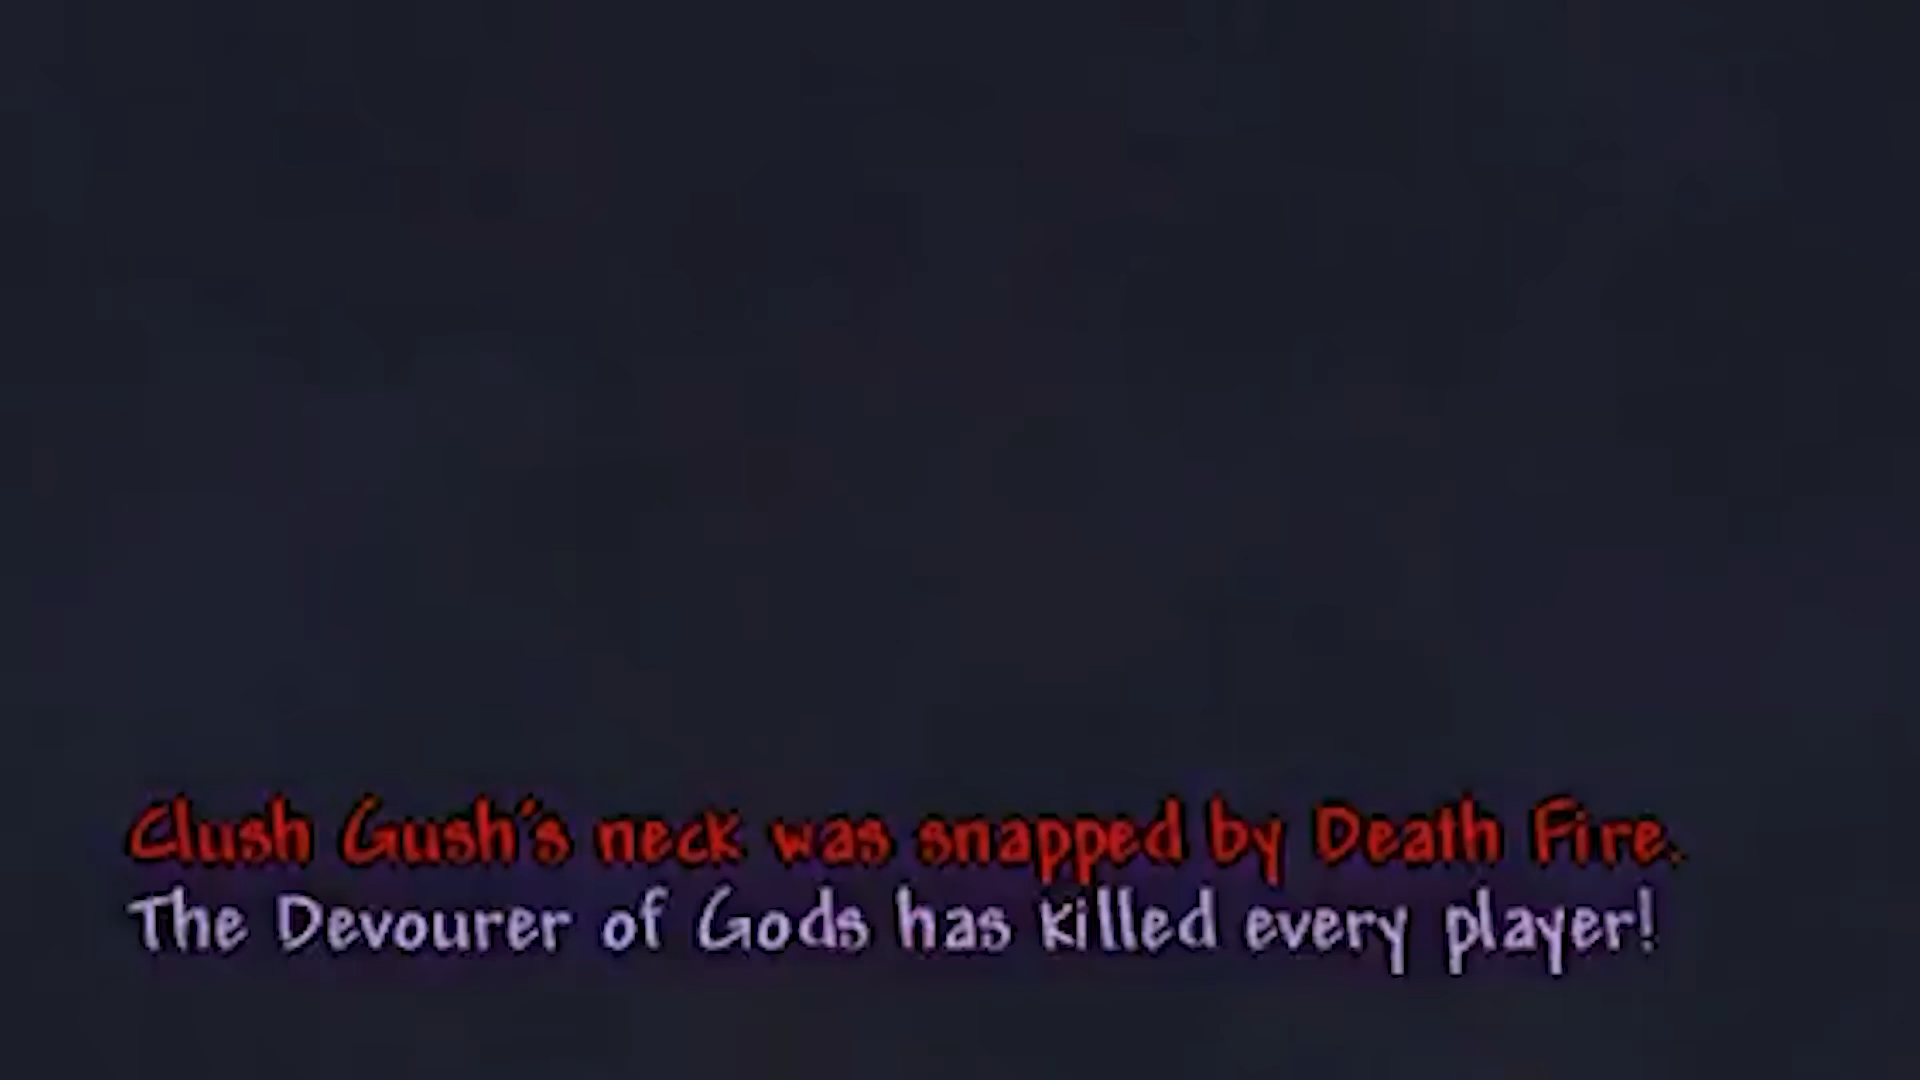 Clush Gush's neck was snapped by Death Fire.
The Devourer of Gods has killed every player!